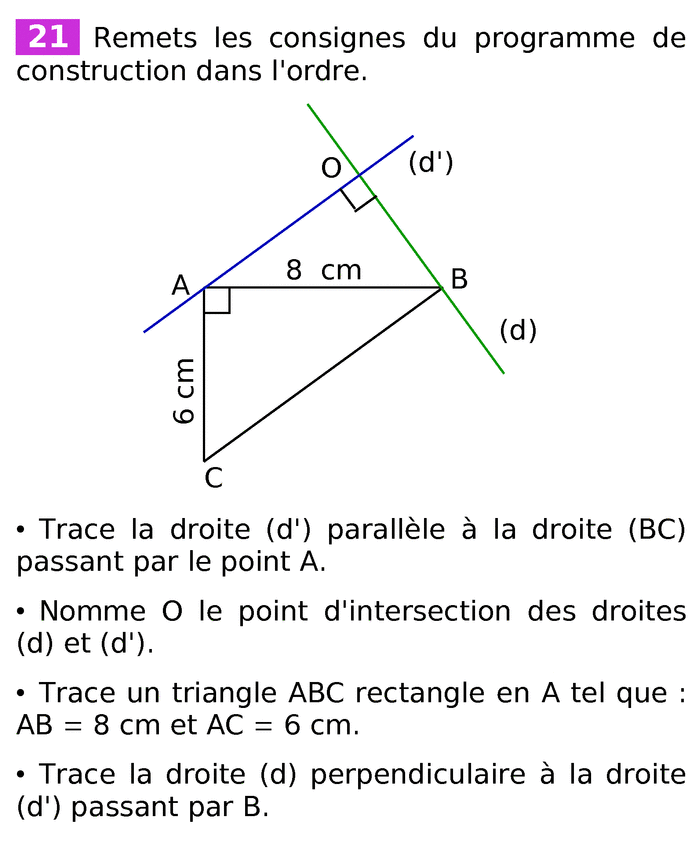 21 Remets les consignes du programme de
construction dans l'ordre.
O
(d')
A
8 cm
B
(d)
6 cm
C
• Trace la droite (d') parallèle à la droite (BC)
passant par le point A.
• Nomme O le point d'intersection des droites
(d) et (d').
• Trace un triangle ABC rectangle en A tel que :
AB = 8 cm et AC = 6 cm.
• Trace la droite (d) perpendiculaire à la droite
(d') passant par B.